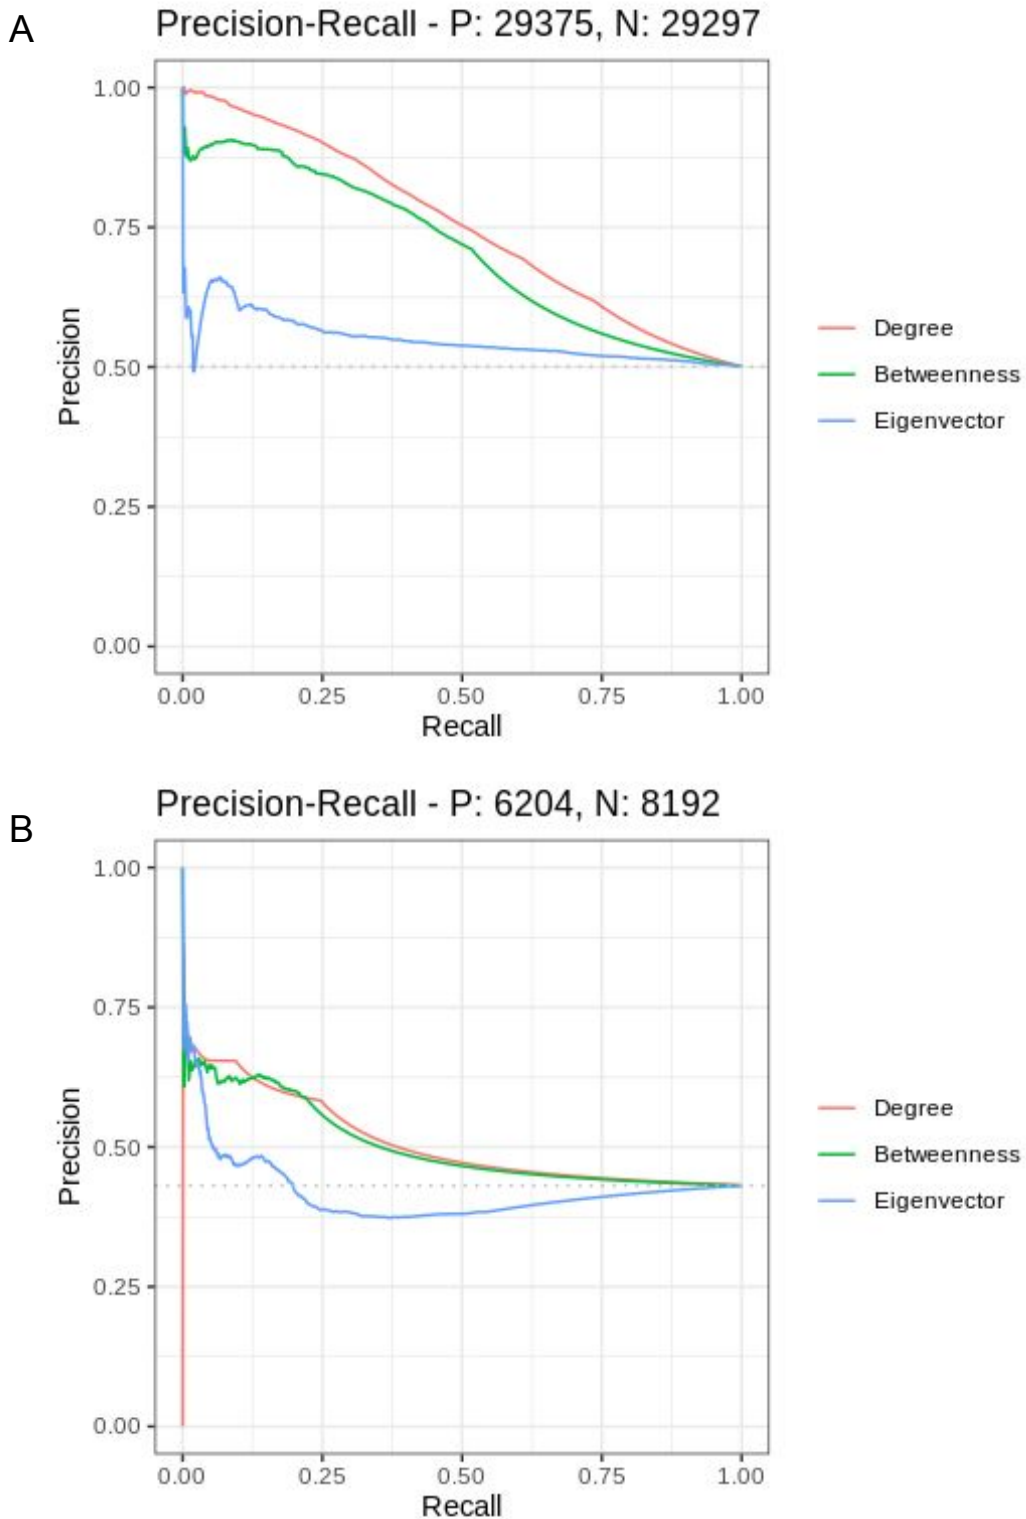 A
Precision-Recall - P: 29375, N: 29297
1.00
0.75
0.50
0.25
0.00
Precision
0.00 0.25 0.50 0.75 1.00
Recall
Degree
Betweenness
Eigenvector
B
Precision-Recall - P: 6204, N: 8192
1.00
0.75
0.50
0.25
0.00
Precision
0.00 0.25 0.50 0.75 1.00
Recall
Degree
Betweenness
Eigenvector